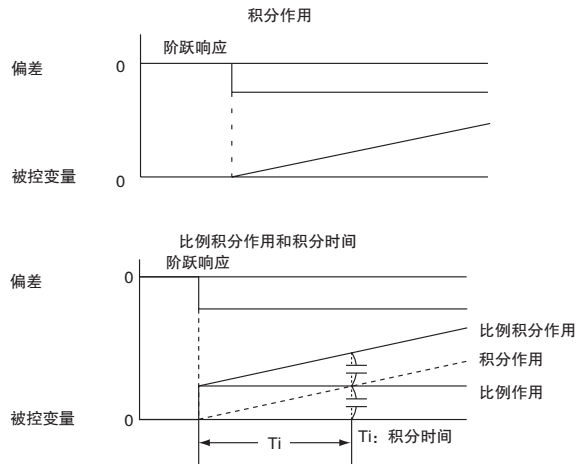 积分作用
阶跃响应
偏差 0
被控变量 0
比例积分作用和积分时间
阶跃响应
偏差 0
比例积分作用
积分作用
比例作用
被控变量 0
Ti
Ti：积分时间